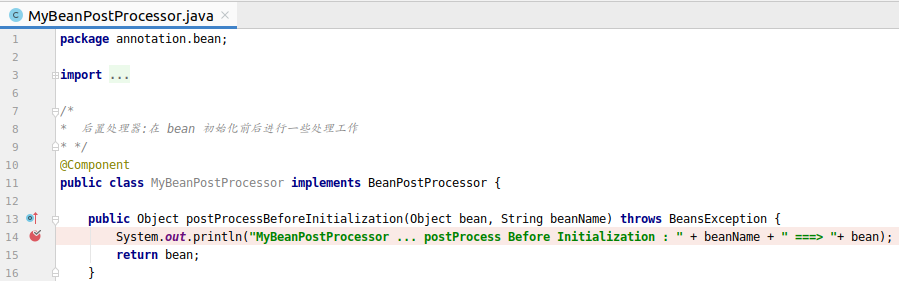 MyBeanPostProcessor.java
1 package annotation.bean;
2
3 import ...
6
7 /*
8 * 后置处理器:在 bean 初始化前后进行一些处理工作
9 * */
10 @Component
11 public class MyBeanPostProcessor implements BeanPostProcessor {
12
13 public Object postProcessBeforeInitialization(Object bean, String beanName) throws BeansException {
14 System.out.println("MyBeanPostProcessor ... postProcess Before Initialization : " + beanName + " ===> "+ bean);
15 return bean;
16 }